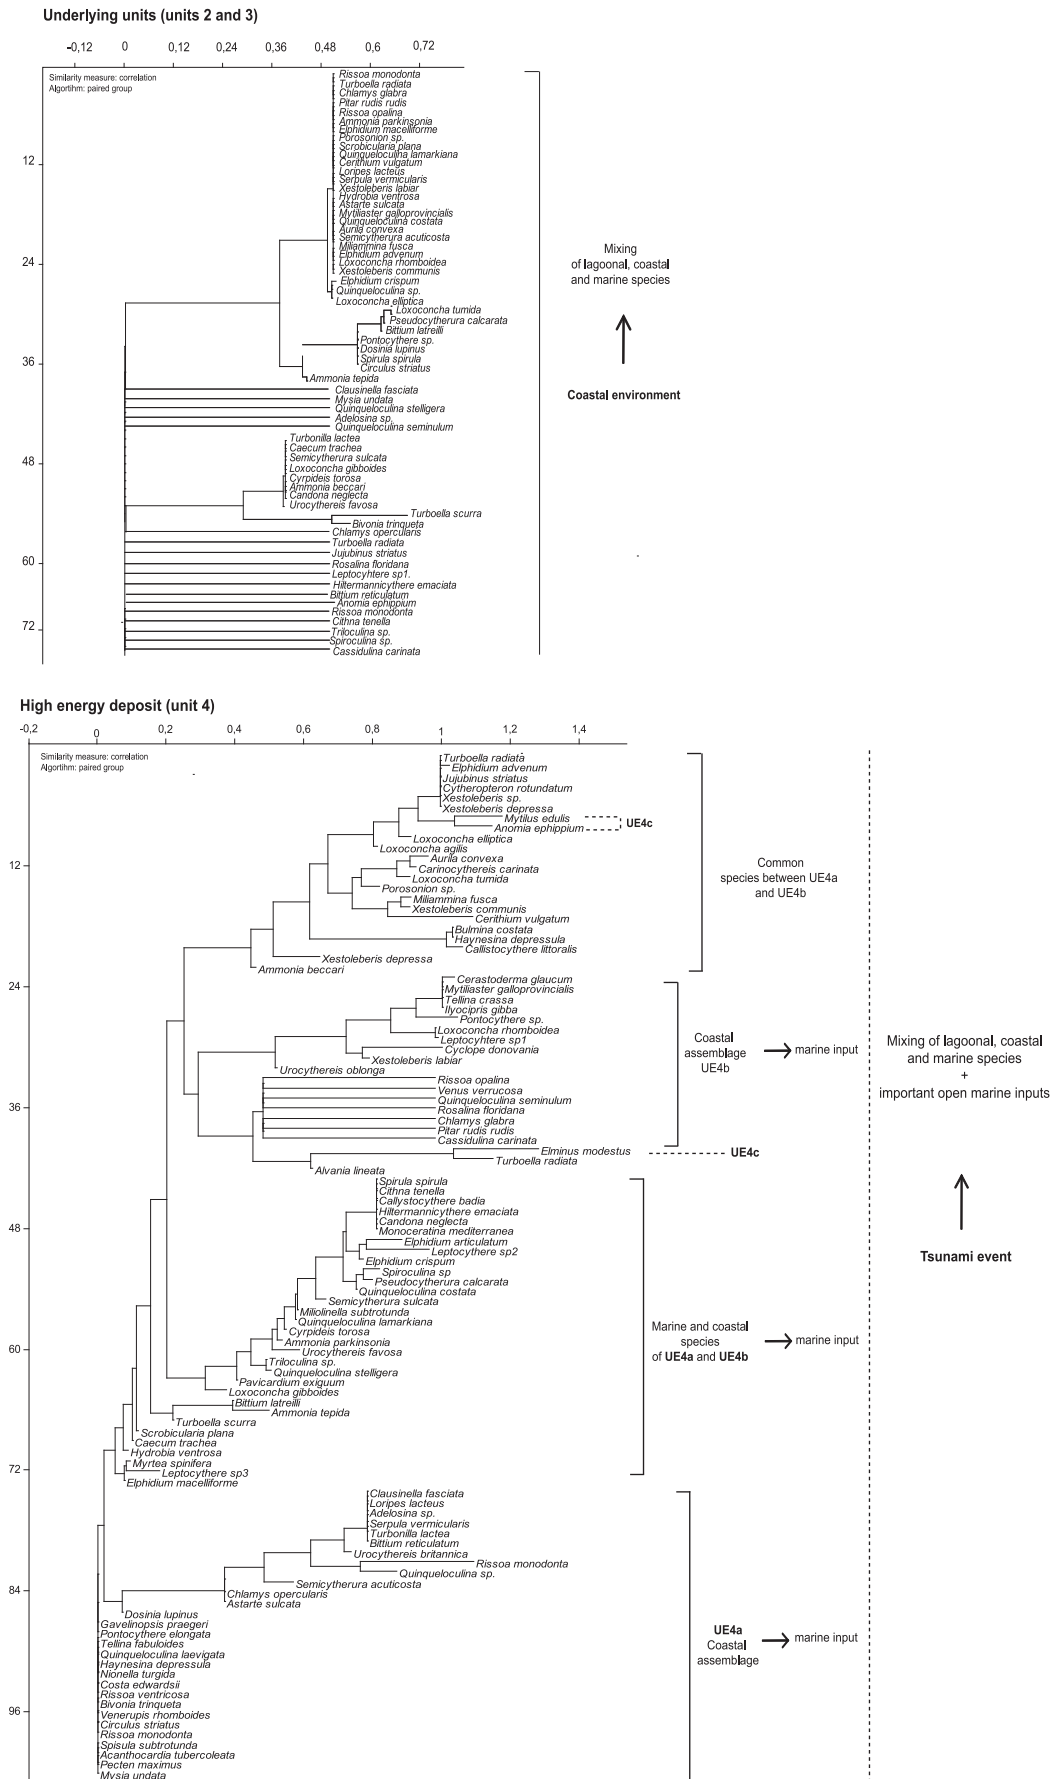 Underlying units (units 2 and 3)
-0,12 0 0,12 0,24 0,36 0,48 0,6 0,72
Similarity measure: correlation
Algortihm: paired group
Rissoa monodonta
Turboella radiata
Chlamys glabra
Pitar rudis rudis
Rissoa opalina
Ammonia parkinsonia
Elphidium macelliforme
Porosonion sp.
Scrobicularia plana
Quinqueloculina lamarkiana
12
Cerithium vulgatum
Loripes lacteus
Serpula vermicularis
Xestoleberis labiar
Hydrobia ventrosa
Astarte sulcata
Mytiliaster galloprovincialis
Quinqueloculina costata
Aurila convexa
Semicytherura acuticosta
Miliammina fusca
Elphidium advenum
24
Loxoconcha rhomboidea
Xestoleberis communis
Elphidium crispum
Quinqueloculina sp.
Loxoconcha elliptica
Loxoconcha tumida
Pseudocytherura calcarata
Bittium latreilli
Pontocythere sp.
Dosinia lupinus
Spirula spirula
36
Circulus striatus
Ammonia tepida
Clausinella fasciata
Mysia undata
Quinqueloculina stelligera
Adelosina sp.
Quinqueloculina seminulum
Turbonilla lactea
Caecum trachea
Semicytherura sulcata
48
Loxoconcha gibboides
Cyrpideis torosa
Ammonia beccari
Candona neglecta
Urocythereis favosa
Turboella scurra
Bivonia trinqueta
Chlamys opercularis
Turboella radiata
Jujubinus striatus
60
Rosalina floridana
Leptocyhtere sp1.
Hiltermannicythere emaciata
Bittium reticulatum
Anomia ephippium
Rissoa monodonta
Cithna tenella
72
Triloculina sp.
Spiroculina sp.
Cassidulina carinata
Mixing
of lagoonal, coastal
and marine species
Coastal environment
High energy deposit (unit 4)
-0,2 0 0,2 0,4 0,6 0,8 1 1,2 1,4
Similarity measure: correlation
Algortihm: paired group
Turboella radiata
Elphidium advenum
Jujubinus striatus
Cytheropteron rotundatum
Xestoleberis sp.
Xestoleberis depressa
Mytilus edulis
Anomia ephippium
UE4c
Loxoconcha elliptica
Loxoconcha agilis
Aurila convexa
12
Carinocythereis carinata
Loxoconcha tumida
Porosonion sp.
Miliammina fusca
Xestoleberis communis
Cerithium vulgatum
Bulmina costata
Haynesina depressula
Callistocythere littoralis
Xestoleberis depressa
Ammonia beccari
Common
species between UE4a
and UE4b
Cerastoderma glaucum
24
Mytiliaster galloprovincialis
Tellina crassa
Ilyocipris gibba
Pontocythere sp.
Loxoconcha rhomboidea
Leptocyhtere sp1
Cyclope donovania
Xestoleberis labiar
Urocythereis oblonga
Rissoa opalina
Venus verrucosa
Quinqueloculina seminulum
36
Rosalina floridana
Chlamys glabra
Pitar rudis rudis
Cassidulina carinata
Coastal
assemblage
UE4b
marine input
Elminus modestus
Turboella radiata
Alvania lineata
UE4c
Spirula spirula
Cithna tenella
Callystocythere badia
Hiltermannicythere emaciata
Candona neglecta
48
Monoceratina mediterranea
Elphidium articulatum
Leptocythere sp2
Elphidium crispum
Spiroculina sp
Pseudocytherura calcarata
Quinqueloculina costata
Semicytherura sulcata
Miliolinella subtrotunda
Quinqueloculina lamarkiana
Cyrpideis torosa
Ammonia parkinsonia
60
Urocythereis favosa
Triloculina sp.
Quinqueloculina stelligera
Pavicardium exiguum
Loxoconcha gibboides
Bittium latreilli
Ammonia tepida
Turboella scurra
Scrobicularia plana
Caecum trachea
Hydrobia ventrosa
Myrtea spinifera
72
Leptocythere sp3
Elphidium macelliforme
Marine and coastal
species
of UE4a and UE4b
marine input
Clausinella fasciata
Loripes lacteus
Adelosina sp.
Serpula vermicularis
Turbonilla lactea
Bittium reticulatum
Urocythereis britannica
Rissoa monodonta
Quinqueloculina sp.
Semicytherura acuticosta
84
Chlamys opercularis
Astarte sulcata
Dosinia lupinus
Gavelinopsis praegeri
Pontocythere elongata
Tellina fabuloides
Quinqueloculina laevigata
Haynesina depressula
Nionella turgida
Costa edwardsii
Rissoa ventricosa
Bivonia trinqueta
96
Venerupis rhomboides
Circulus striatus
Rissoa monodonta
Spisula subtrotunda
Acanthocardia tubercoleata
Pecten maximus
Mysia undata
UE4a
Coastal
assemblage
marine input
Mixing of lagoonal, coastal
and marine species
+
important open marine inputs
Tsunami event